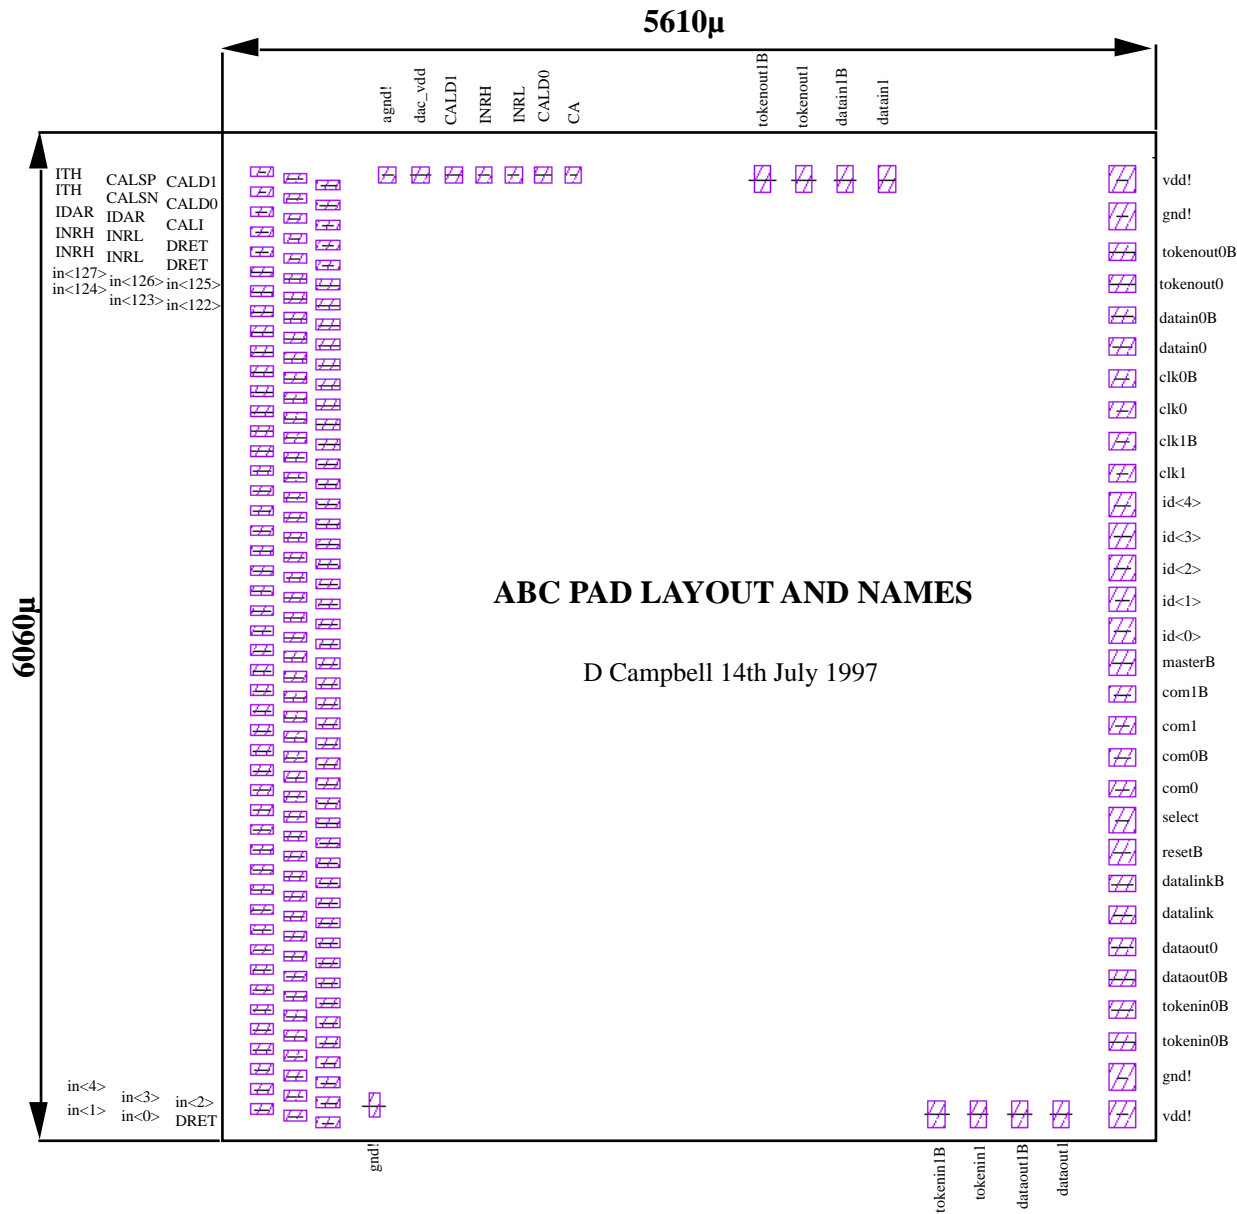 5610µ
agnd!
dac_vdd
CALD1
INRH
INRL
CALD0
CA
tokenout1B
tokenout1
datain1B
datain1
ITH
ITH CALSP CALD1
CALSN CALD0
IDAR IDAR CALI
INRH INRL DRET
INRH INRL DRET
in<127> in<126> in<125>
in<124> in<123> in<122>
vdd!
gnd!
tokenout0B
tokenout0
datain0B
datain0
clk0B
clk0
clk1B
clk1
id<4>
id<3>
id<2>
id<1>
id<0>
masterB
com1B
com1
com0B
com0
select
resetB
datalinkB
datalink
dataout0
dataout0B
tokenin0B
tokenin0B
gnd!
vdd!
ABC PAD LAYOUT AND NAMES
D Campbell 14th July 1997
6060µ
in<4> in<3> in<2>
in<1> in<0> DRET
gnd!
tokenin1B
tokenin1
dataout1B
dataout1